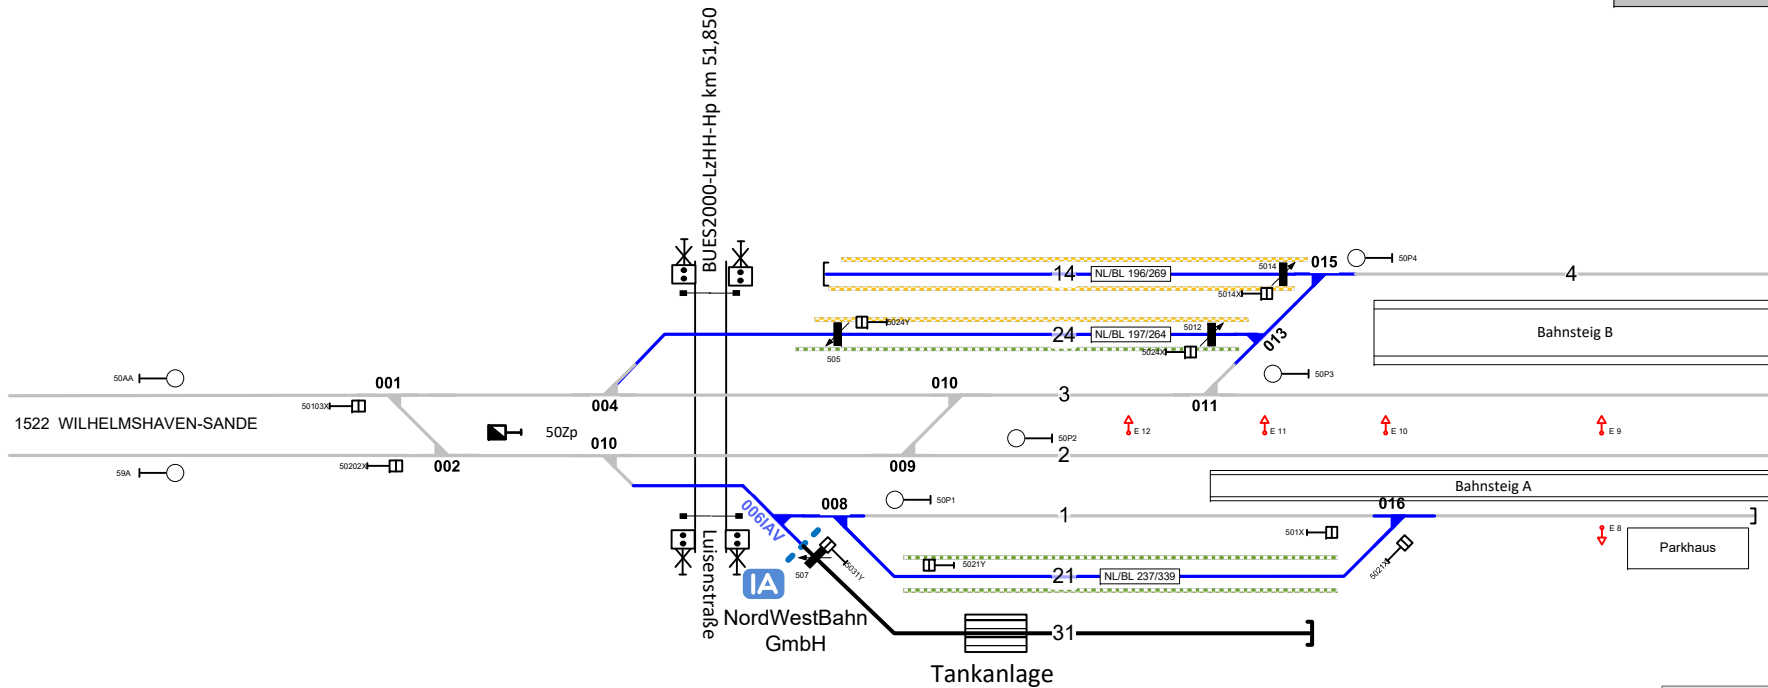 BUES2000-LzHH-Hp km 51,850
5014
015
50P4
14
NL/BL 196/269
4
5014X
5024Y
5012
24
NL/BL 197/264
013
Bahnsteig B
505
5024X
50AA
001
010
50P3
3
50103X
004
011
1522 WILHELMSHAVEN-SANDE
50Zp
010
50P2
E 12
E 11
E 10
E 9
2
59A
50202X
002
009
Bahnsteig A
006IAV
008
50P1
1
016
501X
E 8
Parkhaus
Luisenstraße
507
5031Y
5021Y
5021X
21
NL/BL 237/339
IA
NordWestBahn
GmbH
31
Tankanlage